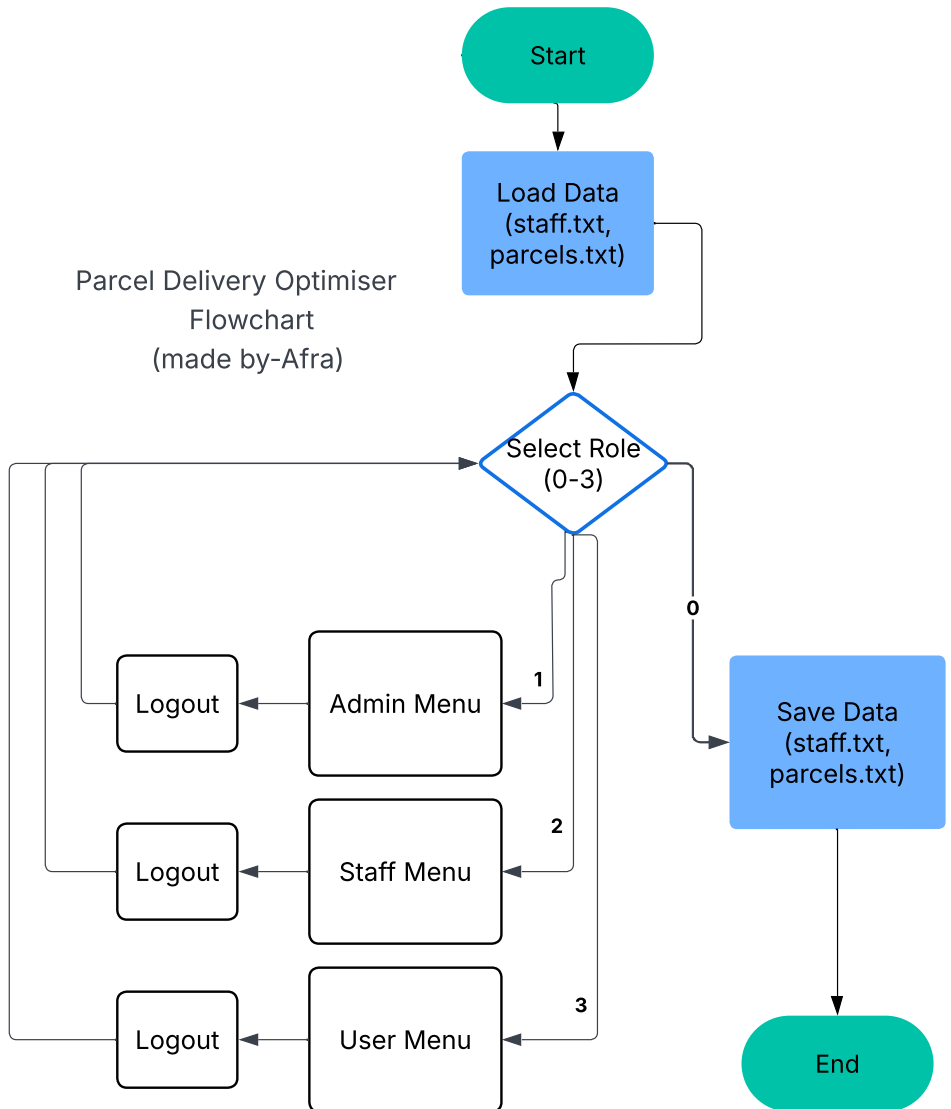 Start
Load Data
(staff.txt,
parcels.txt)
Parcel Delivery Optimiser
Flowchart
(made by-Afra)
Select Role
(0-3)
0
1
Logout
Admin Menu
Save Data
(staff.txt,
parcels.txt)
2
Logout
Staff Menu
3
Logout
User Menu
End